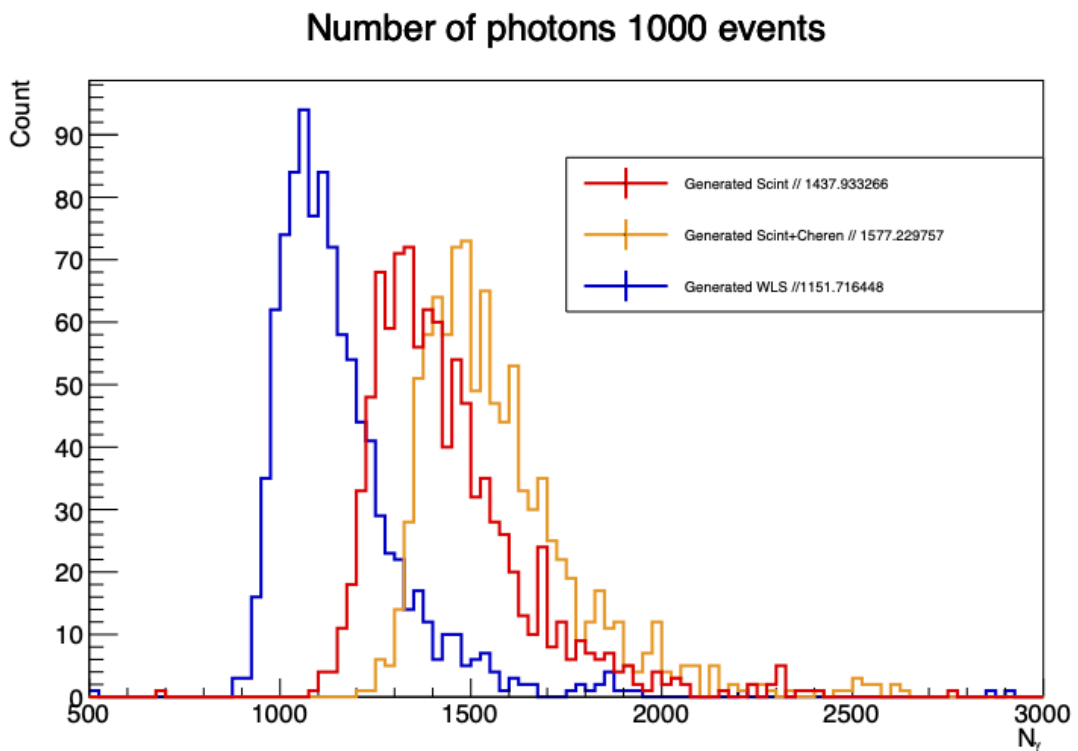 Number of photons 1000 events
Count
90
80
70
60
50
40
30
20
10
0
Generated Scint // 1437.933266
Generated Scint+Cheren // 1577.229757
Generated WLS //1151.716448
500 1000 1500 2000 2500 3000
Nγ